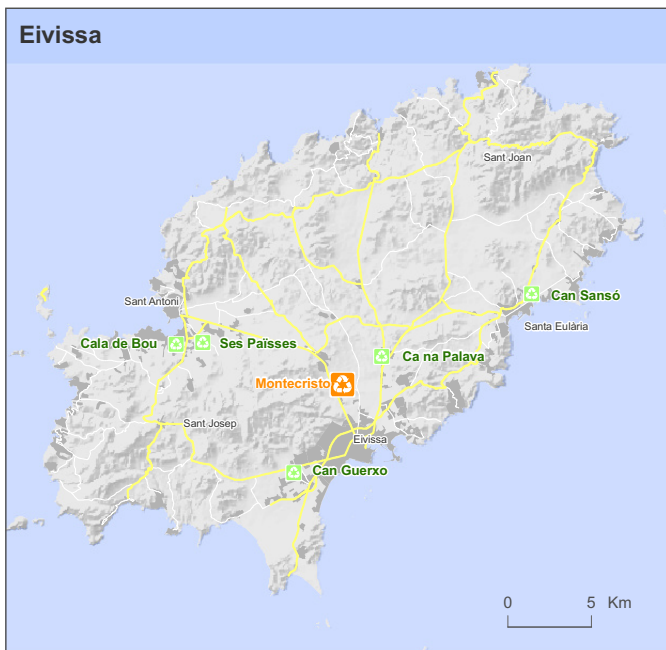 Eivissa
Sant Joan
Can Sansó
Sant Antoni
Santa Eulària
Cala de Bou
Ses Païsses
Ca na Palava
Montecristo
Sant Josep
Eivissa
Can Guerxo
0 5 Km